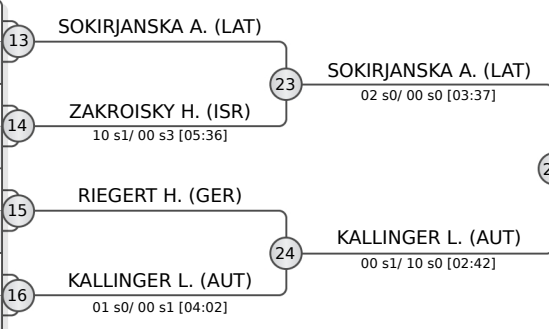 SOKIRJANSKA A. (LAT)
13
23
SOKIRJANSKA A. (LAT)
02 s0/ 00 s0 [03:37]
ZAKROISKY H. (ISR)
14
10 s1/ 00 s3 [05:36]
RIEGERT H. (GER)
15
24
KALLINGER L. (AUT)
00 s1/ 10 s0 [02:42]
KALLINGER L. (AUT)
16
01 s0/ 00 s1 [04:02]